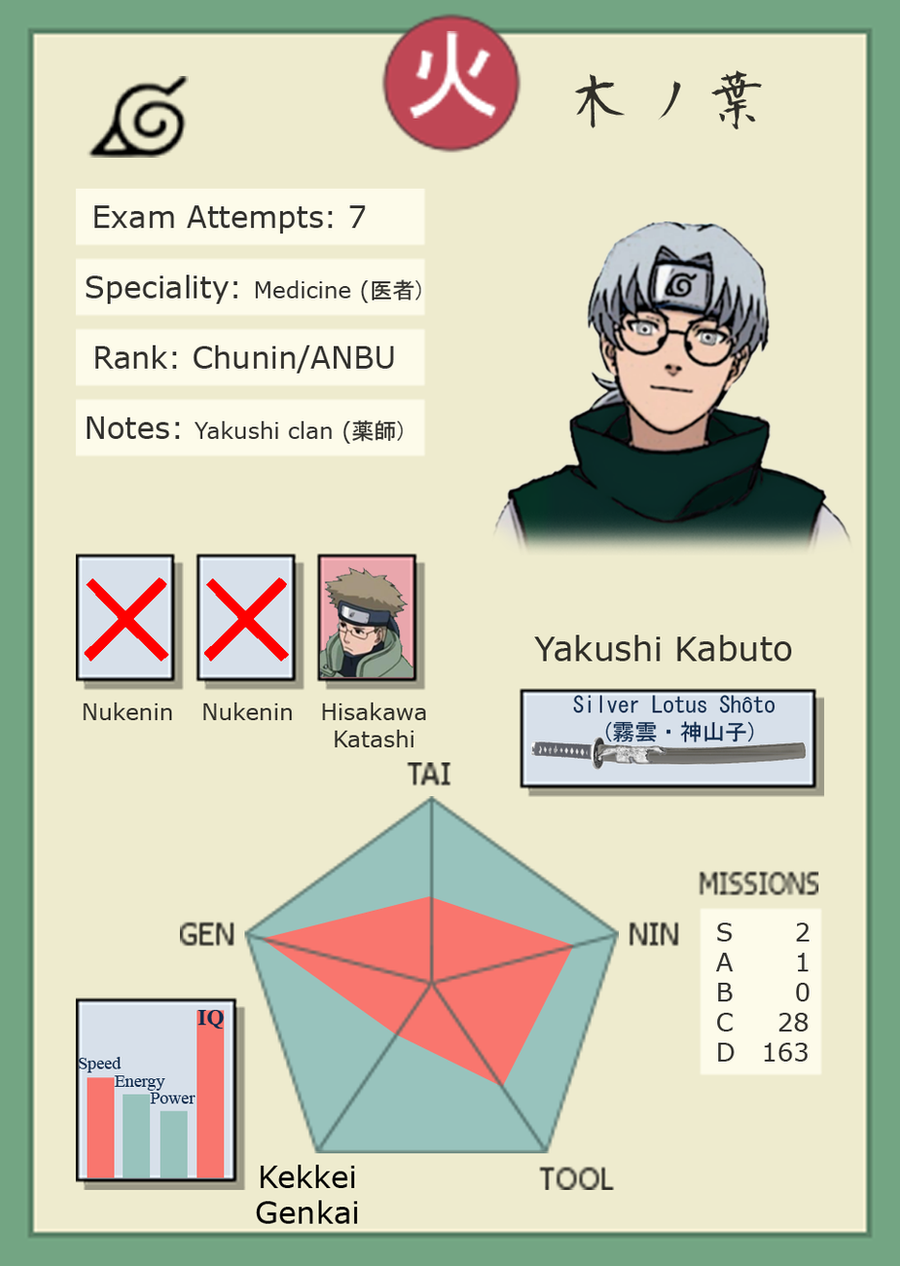 火
木ノ葉
Exam Attempts: 7
Speciality: Medicine (医者)
Rank: Chunin/ANBU
Notes: Yakushi clan (薬師)
Nukenin
Nukenin
Hisakawa
Katashi
Yakushi Kabuto
Silver Lotus Shôto
(霧雲・神山子)
TAI
GEN
NIN
TOOL
Kekkei
Genkai
MISSIONS
S 2
A 1
B 0
C 28
D 163
IQ
Speed
Energy
Power